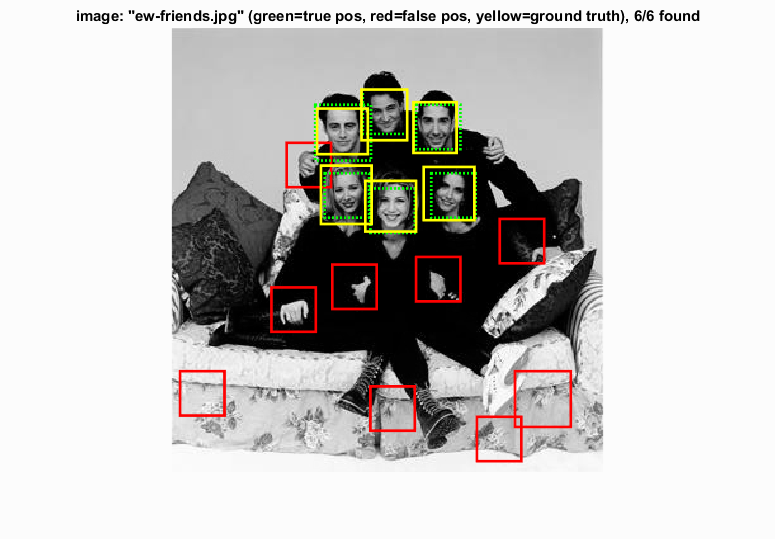 image: "ew-friends.jpg" (green=true pos, red=false pos, yellow=ground truth), 6/6 found